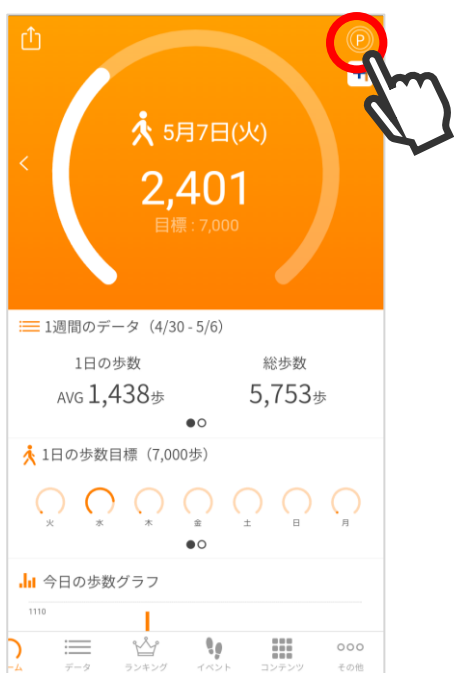 P
5月7日(火)
2,401
目標 : 7,000
1週間のデータ（4/30 - 5/6）
1日の歩数 総歩数
AVG 1,438歩 5,753歩
1日の歩数目標（7,000歩）
火 水 木 金 土 日 月
今日の歩数グラフ
1110
ーム データ ランキング イベント コンテンツ その他